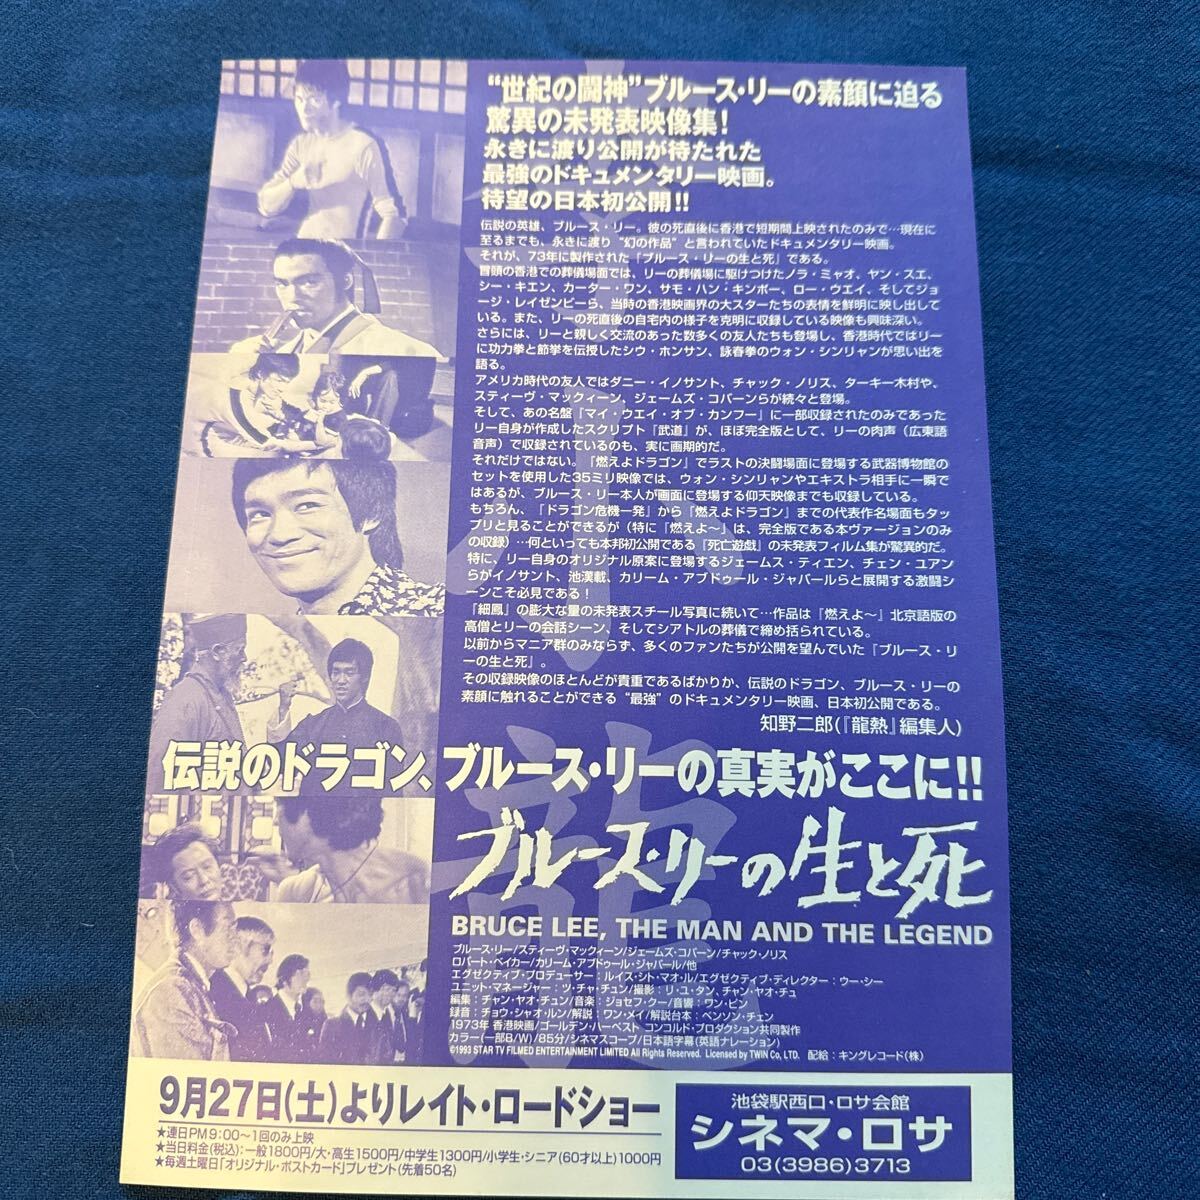 “世紀の闘神”ブルース・リーの素顔に迫る
驚異の未発表映像集!
永きに渡り公開が待たれた
最強のドキュメンタリー映画。
待望の日本初公開!!
伝説の英雄、ブルース・リー。彼の死直後に香港で短期間上映されたのみで…現在に
至るまでも、永きに渡り“幻の作品”と言われていたドキュメンタリー映画。
それが、73年に製作された『ブルース・リーの生と死』である。
冒頭の香港での葬儀場面では、リーの葬儀場に駆けつけたノラ・ミャオ、ヤン・スエ、
シー・キエン、カーター・ワン、サモ・ハン・キンポー、ロー・ウエイ、そしてジョ
ージ・レイゼンビーら、当時の香港映画界の大スターたちの表情を鮮明に映し出して
いる。また、リーの死直後の自宅内の様子を克明に収録している映像も興味深い。
さらには、リーと親しく交流のあった数多くの友人たちも登場し、香港時代ではリー
に功力拳と節拳を伝授したシウ・ホンサン、詠春拳のウォン・シンリャンが思い出を
語る。
アメリカ時代の友人ではダニー・イノサント、チャック・ノリス、ターキー木村や、
スティーヴ・マックィーン、ジェームズ・コバーンらが続々と登場。
そして、あの名盤『マイ・ウエイ・オブ・カンフー』に一部収録されたのみであった
リー自身が作成したスクリプト『武道』が、ほぼ完全版として、リーの肉声（広東語
音声）で収録されているのも、実に画期的だ。
それだけではない。『燃えよドラゴン』でラストの決闘場面に登場する武器博物館の
セットを使用した35ミリ映像では、ウォン・シンリャンやエキストラ相手に一瞬で
はあるが、ブルース・リー本人が画面に登場する仰天映像までも収録している。
もちろん、『ドラゴン危機一発』から『燃えよドラゴン』までの代表作名場面もタッ
プリと見ることができるが（特に『燃えよ〜』は、完全版である本ヴァージョンのみ
の収録）…何といっても本邦初公開である『死亡遊戯』の未発表フィルム集が驚異的だ。
特に、リー自身のオリジナル原案に登場するジェームス・ティエン、チェン・ユアン
らがイノサント、池漢載、カリーム・アブドゥール・ジャバールらと展開する激闘シ
ーンこそ必見である！
『細鳳』の膨大な量の未発表スチール写真に続いて…作品は『燃えよ〜』北京語版の
高僧とリーの会話シーン、そしてシアトルの葬儀で締め括られている。
以前からマニア群のみならず、多くのファンたちが公開を望んでいた『ブルース・リ
ーの生と死』。
その収録映像のほとんどが貴重であるばかりか、伝説のドラゴン、ブルース・リーの
素顔に触れることができる“最強”のドキュメンタリー映画、日本初公開である。
知野二郎(『龍熱』編集人)
伝説のドラゴン、ブルース・リーの真実がここに!!
ブルース・リーの生と死
BRUCE LEE, THE MAN AND THE LEGEND
ブルース・リー/スティーヴ・マックィーン/ジェームズ・コバーン/チャック・ノリス
ロバート・ベイカー/カリーム・アブドゥール・ジャバール/他
エグゼクティブ・プロデューサー：ルイス・シト・マオ・ル/エグゼクティブ・ディレクター：ウー・シー
ユニット・マネージャー：ツ・チャ・チュン/撮影：リ・ユ・タン、チャン・ヤオ・チュ
編集：チャン・ヤオ・チュン/音楽：ジョセフ・クー/音響：ワン・ピン
録音：チョウ・シャオ・ルン/解説：ワン・メイ/解説台本：ベンソン・チェン
1973年 香港映画/ゴールデン・ハーベスト コンコルド・プロダクション共同製作
カラー(一部B/W)/85分/シネマスコープ/日本語字幕(英語ナレーション)
©1993 STAR TV FILMED ENTERTAINMENT LIMITED All Rights Reserved. Licensed by TWIN Co, LTD. 配給：キングレコード(株)
9月27日(土)よりレイト・ロードショー
★連日PM9:00〜1回のみ上映
★当日料金(税込):一般1800円/大・高生1500円/中学生1300円/小学生・シニア(60才以上)1000円
★毎週土曜日「オリジナル・ポストカード」プレゼント(先着50名)
池袋駅西口・ロサ会館
シネマ・ロサ
03(3986)3713